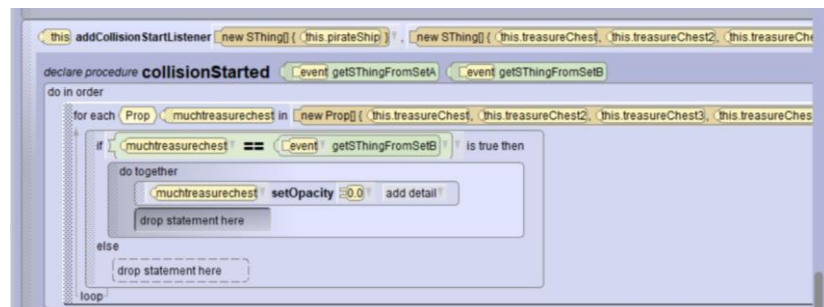 this addCollisionStartListener new SThing[] { this.pirateShip } , new SThing[] { this.treasureChest, this.treasureChest2, this.treasureChe
declare procedure collisionStarted event getSThingFromSetA event getSThingFromSetB
do in order
for each Prop muchtreasurechest in new Prop[] { this.treasureChest, this.treasureChest2, this.treasureChest3, this.treasureChes
if muchtreasurechest == event getSThingFromSetB is true then
do together
muchtreasurechest setOpacity 0.0 add detail
drop statement here
else
drop statement here
loop